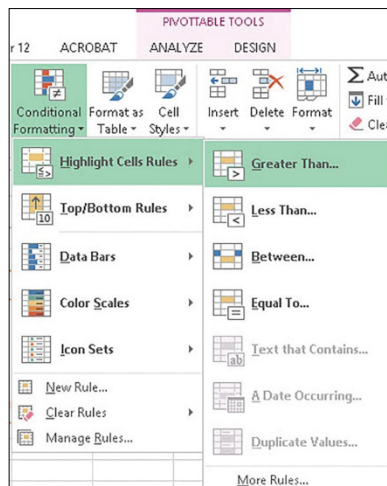 PIVOTTABLE TOOLS
r 12 ACROBAT ANALYZE DESIGN
Conditional Formatting
Format as Table
Cell Styles
Insert Delete Format
Σ Aut
Fill
Clea
Highlight Cells Rules
Top/Bottom Rules
Data Bars
Color Scales
Icon Sets
New Rule...
Clear Rules
Manage Rules...
Greater Than...
Less Than...
Between...
Equal To...
Text that Contains...
A Date Occurring...
Duplicate Values...
More Rules...